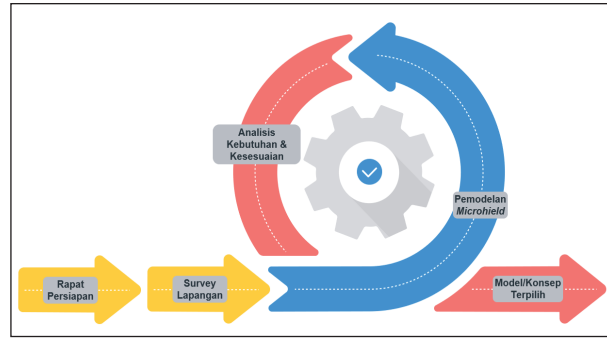 Analisis
Kebutuhan &
Kesesuaian
Pemodelan
Microhield
Rapat
Persiapan
Survey
Lapangan
Model/Konsep
Terpilih